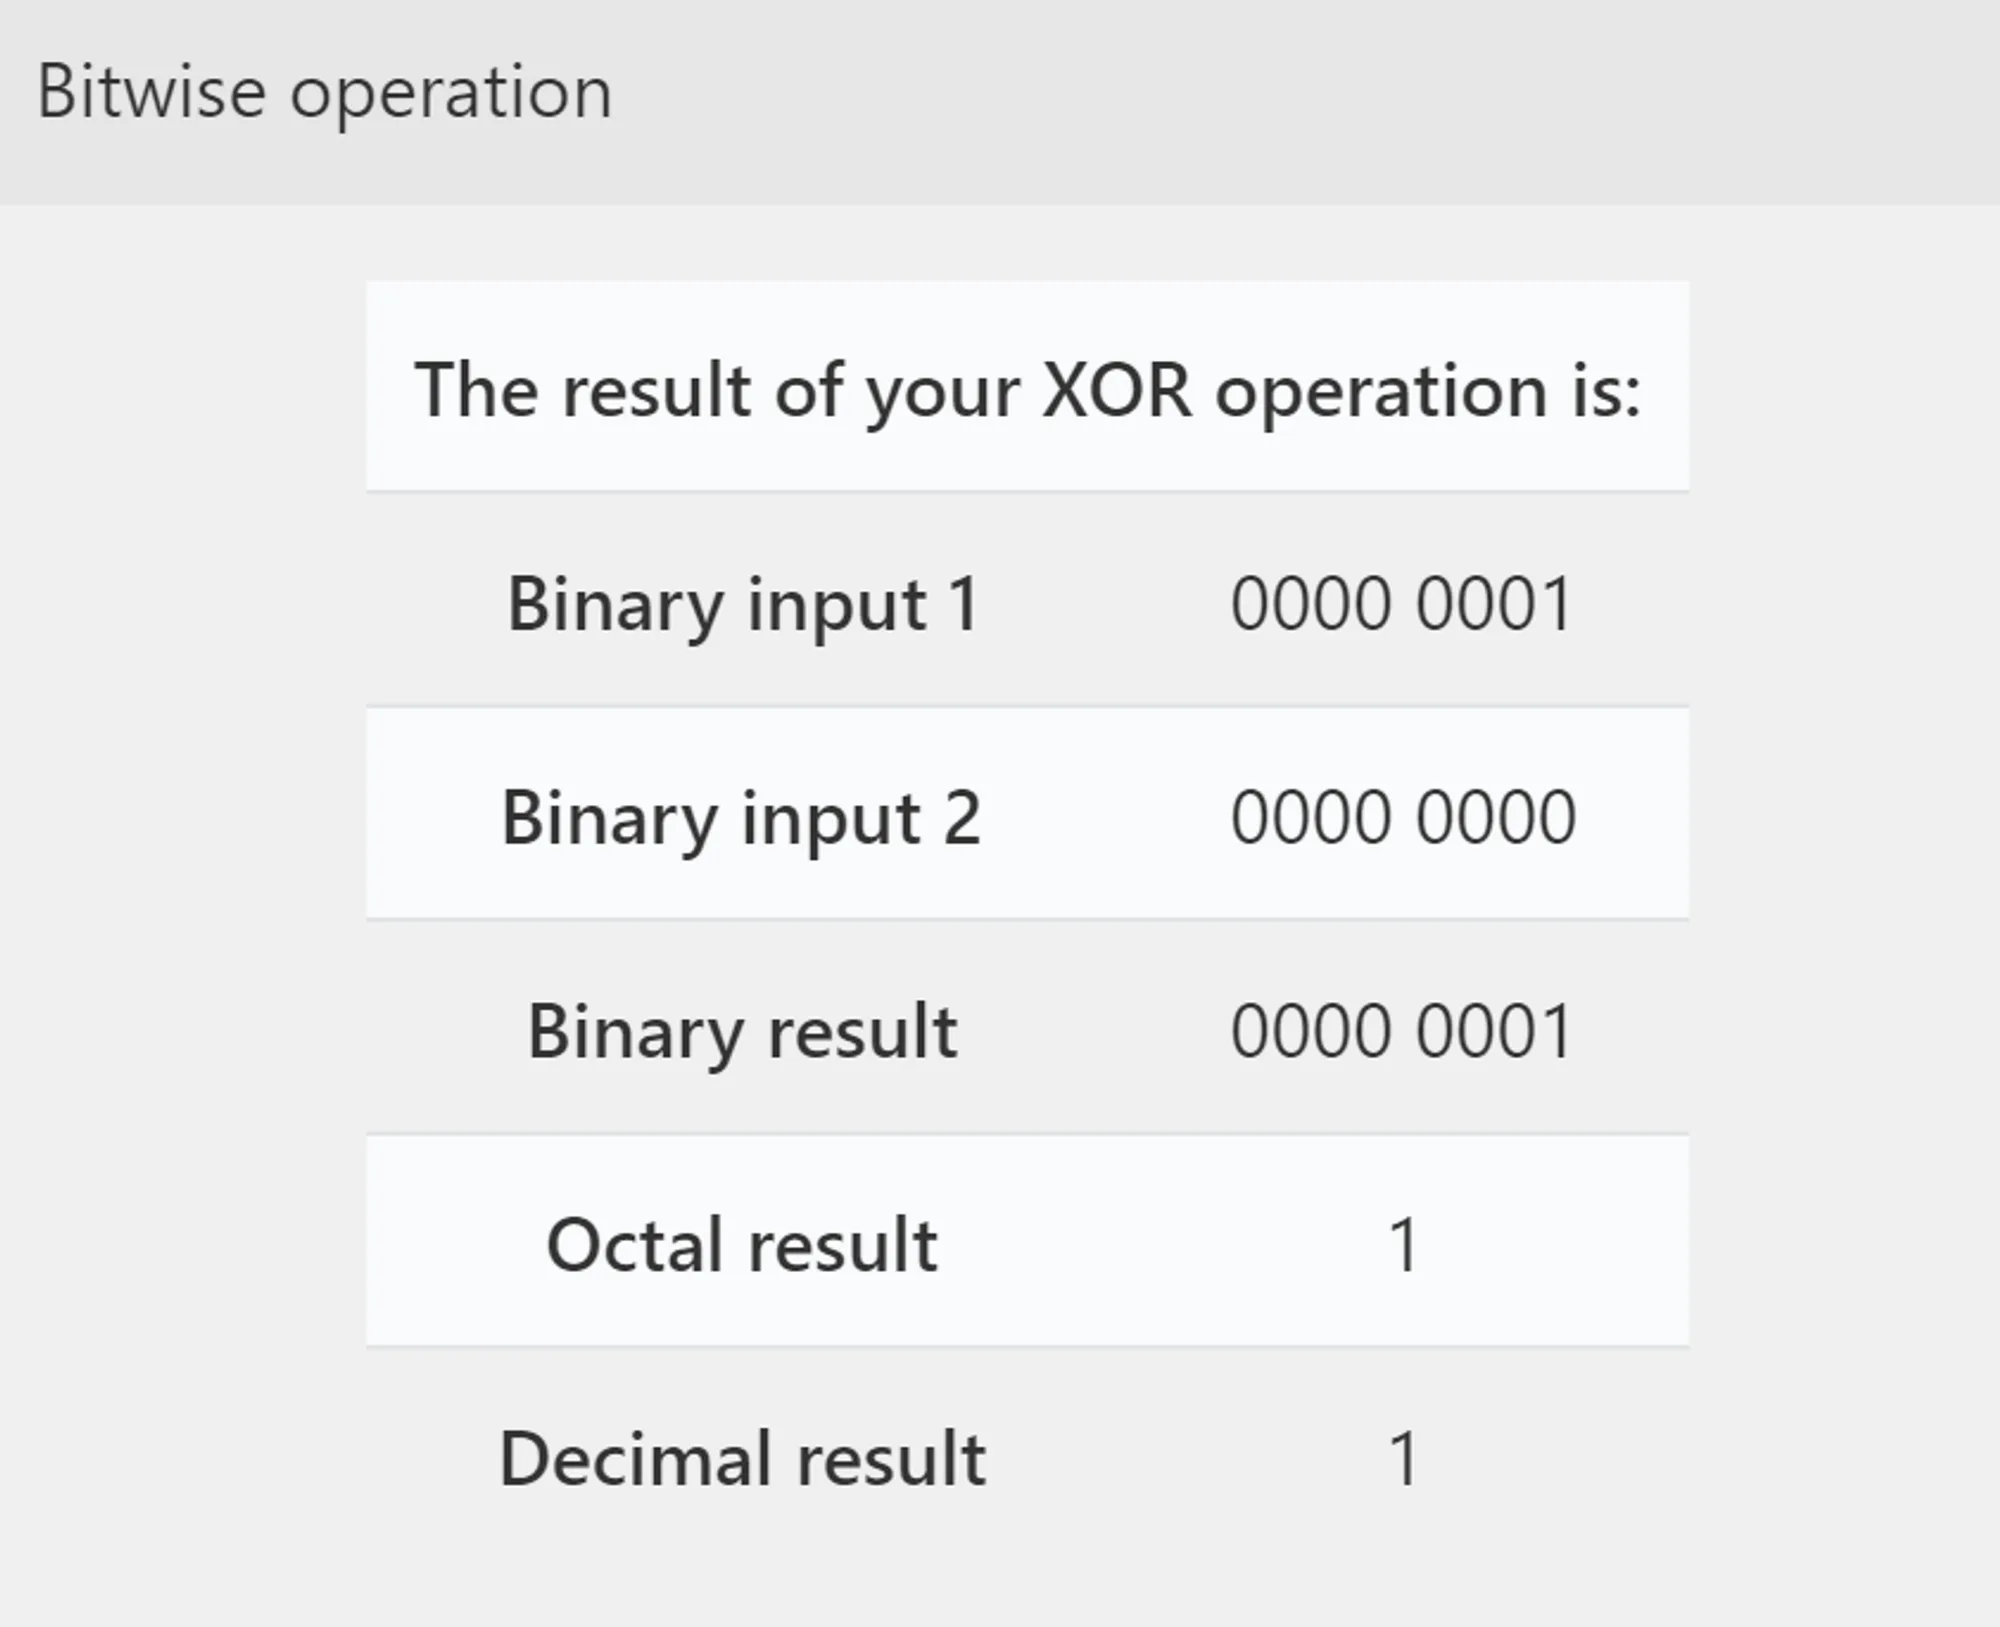 Bitwise operation
The result of your XOR operation is:
Binary input 1 0000 0001
Binary input 2 0000 0000
Binary result 0000 0001
Octal result 1
Decimal result 1